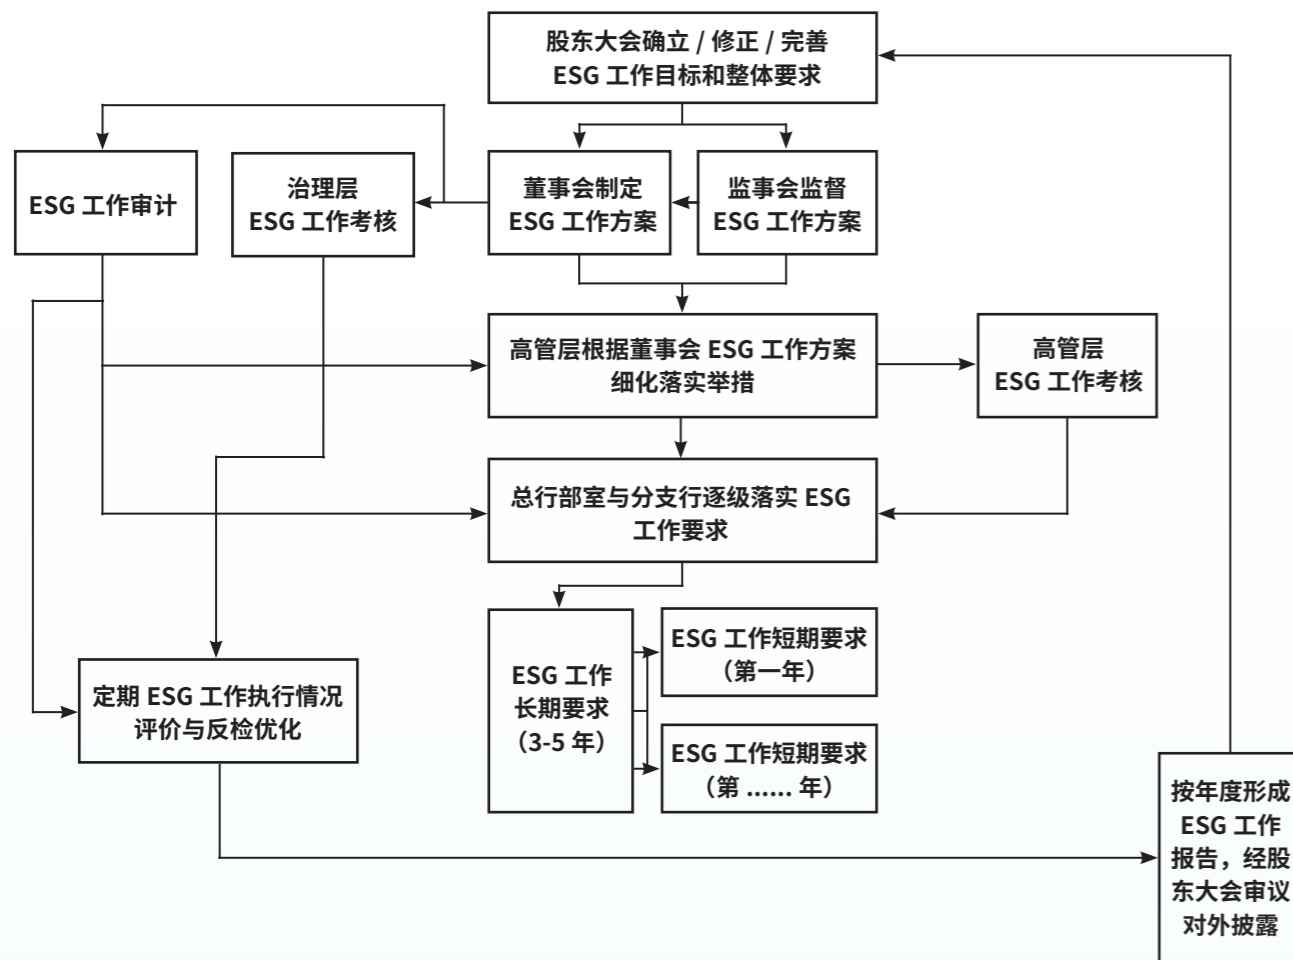 股东大会确立 / 修正 / 完善
ESG 工作目标和整体要求
ESG 工作审计
治理层
ESG 工作考核
董事会制定
ESG 工作方案
监事会监督
ESG 工作方案
高管层根据董事会 ESG 工作方案
细化落实举措
高管层
ESG 工作考核
总行部室与分支行逐级落实 ESG
工作要求
ESG 工作
长期要求
（3-5 年）
ESG 工作短期要求
（第一年）
ESG 工作短期要求
（第 ...... 年）
定期 ESG 工作执行情况
评价与反检优化
按年度形成
ESG 工作
报告，经股
东大会审议
对外披露